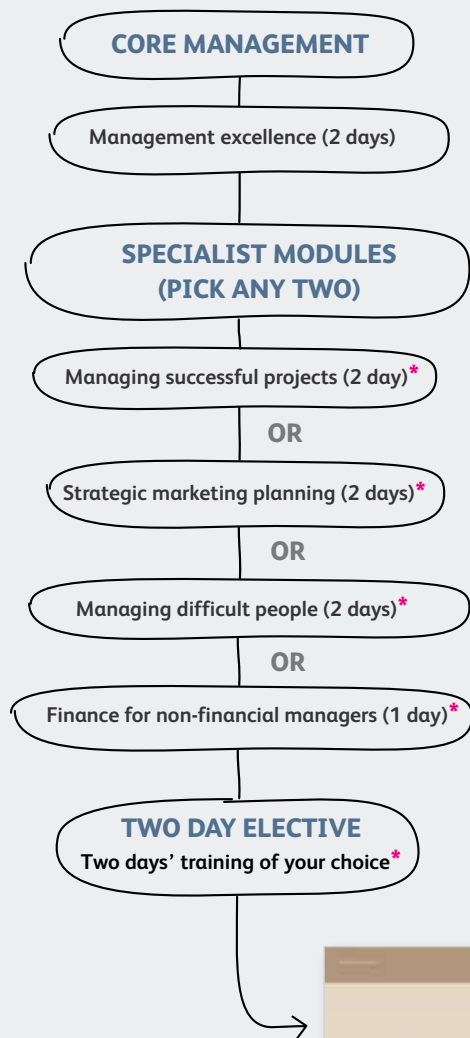 CORE MANAGEMENT
Management excellence (2 days)
SPECIALIST MODULES
(PICK ANY TWO)
Managing successful projects (2 day)*
OR
Strategic marketing planning (2 days)*
OR
Managing difficult people (2 days)*
OR
Finance for non-financial managers (1 day)*
TWO DAY ELECTIVE
Two days' training of your choice*